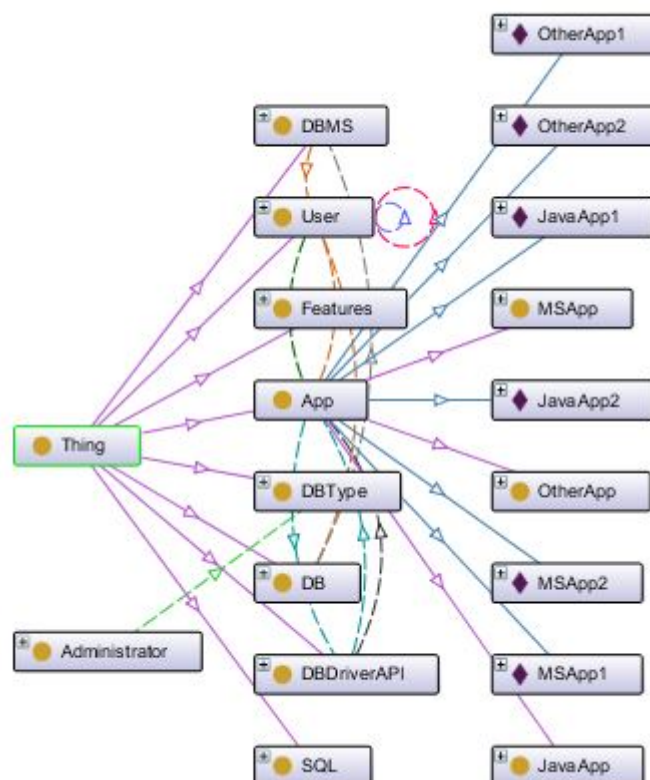 OtherApp1
DBMS
OtherApp2
User
JavaApp1
Features
MSApp
App
JavaApp2
Thing
DBType
OtherApp
DB
MSApp2
Administrator
DBDriverAPI
MSApp1
SQL
JavaApp